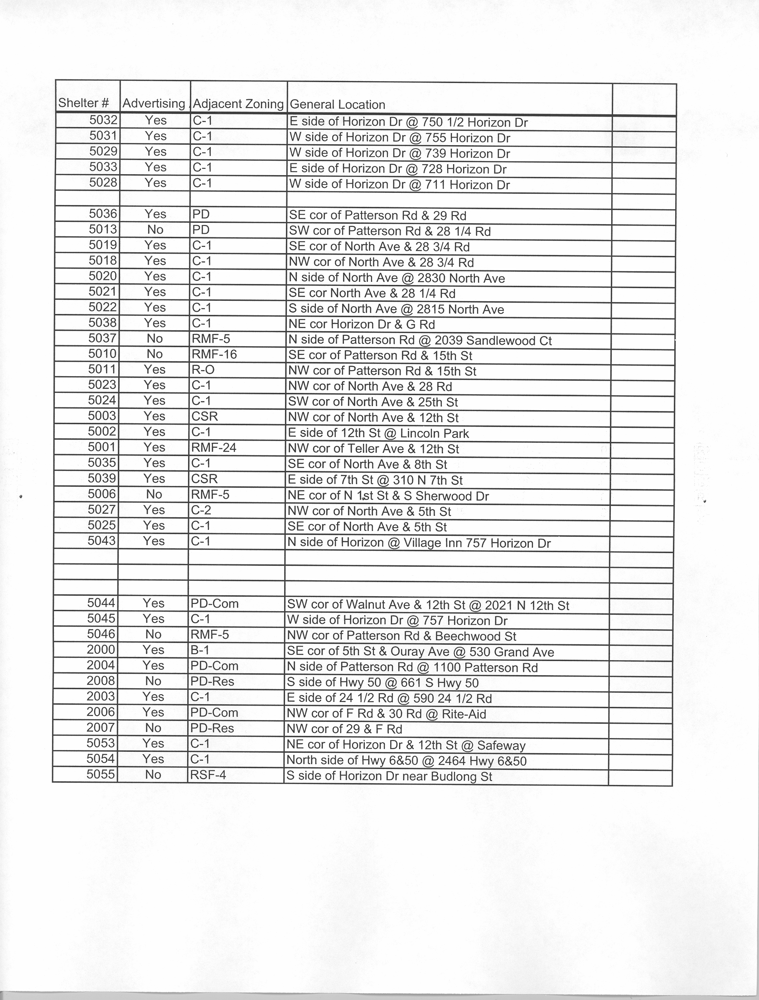 Shelter # Advertising Adjacent Zoning General Location
5032 Yes C-1 E side of Horizon Dr @ 750 1/2 Horizon Dr
5031 Yes C-1 W side of Horizon Dr @ 755 Horizon Dr
5029 Yes C-1 W side of Horizon Dr @ 739 Horizon Dr
5033 Yes C-1 E side of Horizon Dr @ 728 Horizon Dr
5028 Yes C-1 W side of Horizon Dr @ 711 Horizon Dr
5036 Yes PD SE cor of Patterson Rd & 29 Rd
5013 No PD SW cor of Patterson Rd & 28 1/4 Rd
5019 Yes C-1 SE cor of North Ave & 28 3/4 Rd
5018 Yes C-1 NW cor of North Ave & 28 3/4 Rd
5020 Yes C-1 N side of North Ave @ 2830 North Ave
5021 Yes C-1 SE cor North Ave & 28 1/4 Rd
5022 Yes C-1 S side of North Ave @ 2815 North Ave
5038 Yes C-1 NE cor Horizon Dr & G Rd
5037 No RMF-5 N side of Patterson Rd @ 2039 Sandlewood Ct
5010 No RMF-16 SE cor of Patterson Rd & 15th St
5011 Yes R-O NW cor of Patterson Rd & 15th St
5023 Yes C-1 NW cor of North Ave & 28 Rd
5024 Yes C-1 SW cor of North Ave & 25th St
5003 Yes CSR NW cor of North Ave & 12th St
5002 Yes C-1 E side of 12th St @ Lincoln Park
5001 Yes RMF-24 NW cor of Teller Ave & 12th St
5035 Yes C-1 SE cor of North Ave & 8th St
5039 Yes CSR E side of 7th St @ 310 N 7th St
5006 No RMF-5 NE cor of N 1st St & S Sherwood Dr
5027 Yes C-2 NW cor of North Ave & 5th St
5025 Yes C-1 SE cor of North Ave & 5th St
5043 Yes C-1 N side of Horizon @ Village Inn 757 Horizon Dr
5044 Yes PD-Com SW cor of Walnut Ave & 12th St @ 2021 N 12th St
5045 Yes C-1 W side of Horizon Dr @ 757 Horizon Dr
5046 No RMF-5 NW cor of Patterson Rd & Beechwood St
2000 Yes B-1 SE cor of 5th St & Ouray Ave @ 530 Grand Ave
2004 Yes PD-Com N side of Patterson Rd @ 1100 Patterson Rd
2008 No PD-Res S side of Hwy 50 @ 661 S Hwy 50
2003 Yes C-1 E side of 24 1/2 Rd @ 590 24 1/2 Rd
2006 Yes PD-Com NW cor of F Rd & 30 Rd @ Rite-Aid
2007 No PD-Res NW cor of 29 & F Rd
5053 Yes C-1 NE cor of Horizon Dr & 12th St @ Safeway
5054 Yes C-1 North side of Hwy 6&50 @ 2464 Hwy 6&50
5055 No RSF-4 S side of Horizon Dr near Budlong St